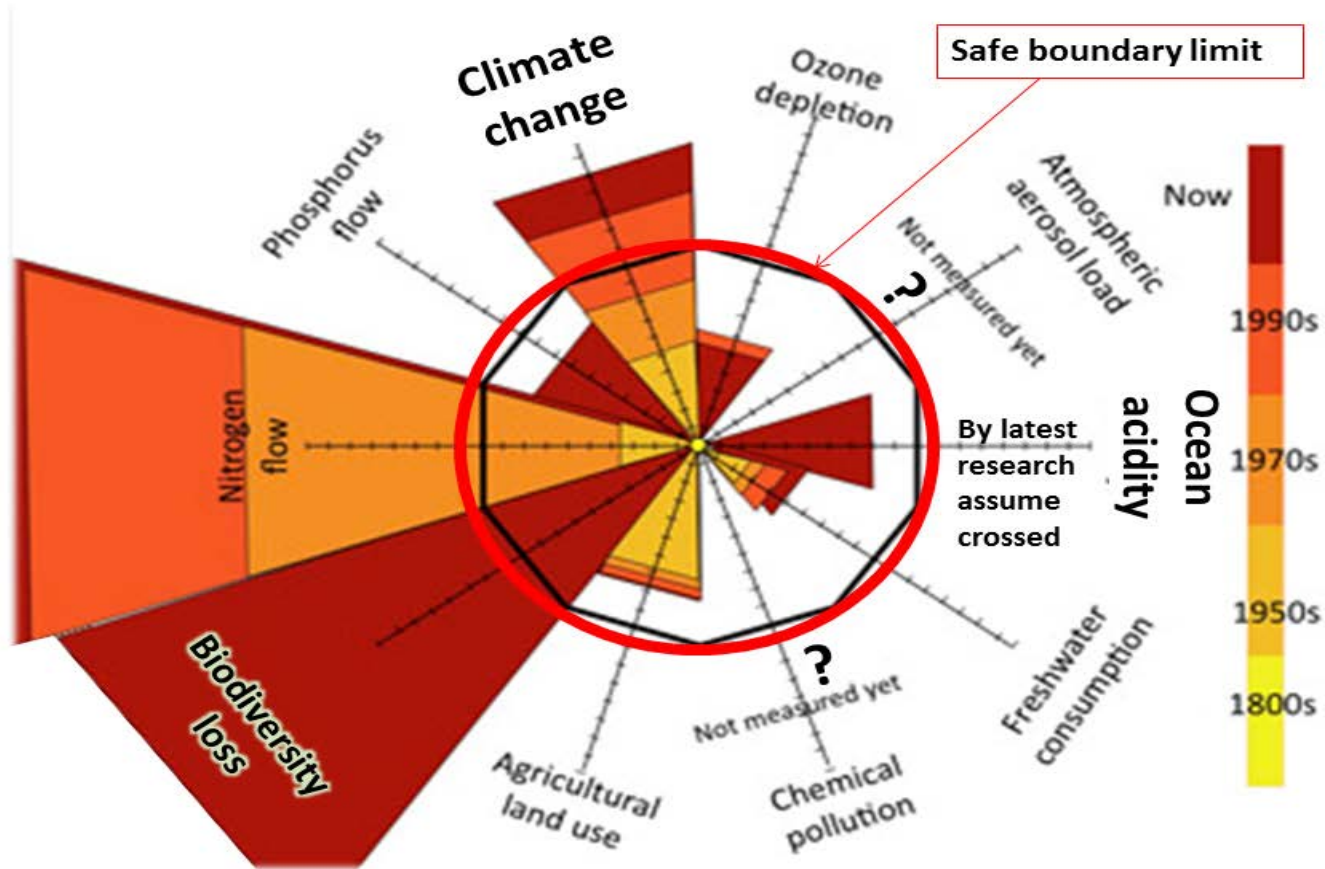 Climate
change
Ozone
depletion
Safe boundary limit
Phosphorus
flow
Atmospheric
aerosol load
Not measured yet
?
Now
1990s
1970s
1950s
1800s
Nitrogen
flow
By latest
research
assume
crossed
Ocean
acidity
Biodiversity
loss
Freshwater
consumption
?
Not measured yet
Chemical
pollution
Agricultural
land use